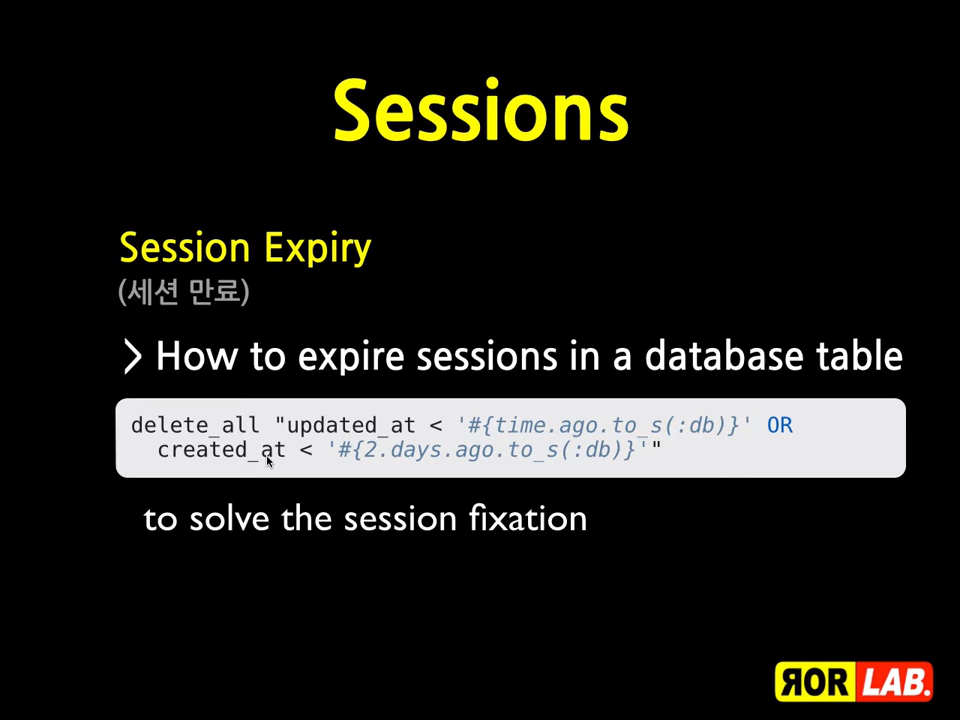 Sessions
Session Expiry
(세션 만료)
> How to expire sessions in a database table
delete_all "updated_at < '#{time.ago.to_s(:db)}' OR
created_at < '#{2.days.ago.to_s(:db)}'"
to solve the session fixation
ЯOR LAB.